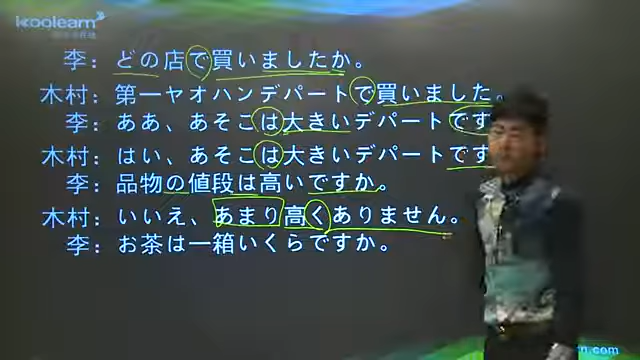 koolearn
李：どの店で買いましたか。
木村：第一ヤオハンデパートで買いました。
李：ああ、あそこは大きいデパートです
木村：はい、あそこは大きいデパートです
李：品物の値段は高いですか。
木村：いいえ、あまり高くありません。
李：お茶は一箱いくらですか。
.com